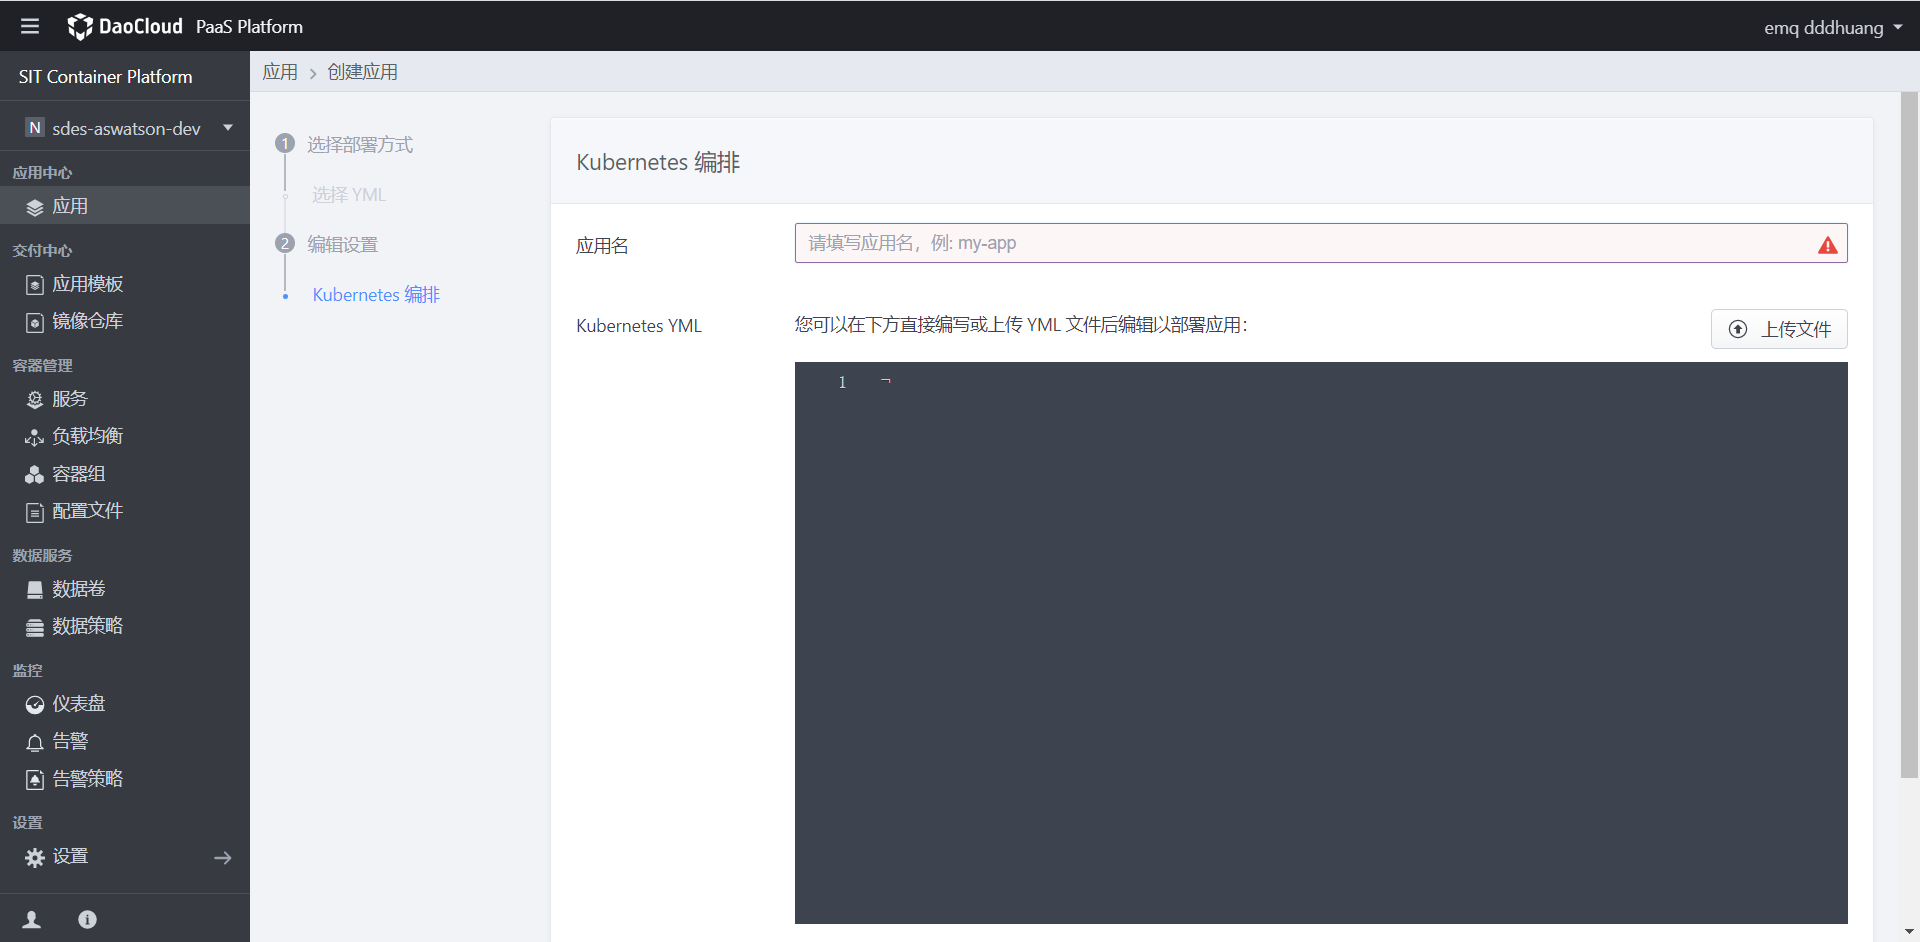 DaoCloud PaaS Platform
emq dddhuang
SIT Container Platform
N sdes-aswatson-dev
应用中心
应用
交付中心
应用模板
镜像仓库
容器管理
服务
负载均衡
容器组
配置文件
数据服务
数据卷
数据策略
监控
仪表盘
告警
告警策略
设置
设置
应用 > 创建应用
1 选择部署方式
选择 YML
2 编辑设置
Kubernetes 编排
Kubernetes 编排
应用名
请填写应用名，例: my-app
Kubernetes YML
您可以在下方直接编写或上传 YML 文件后编辑以部署应用：
上传文件
1 ¬